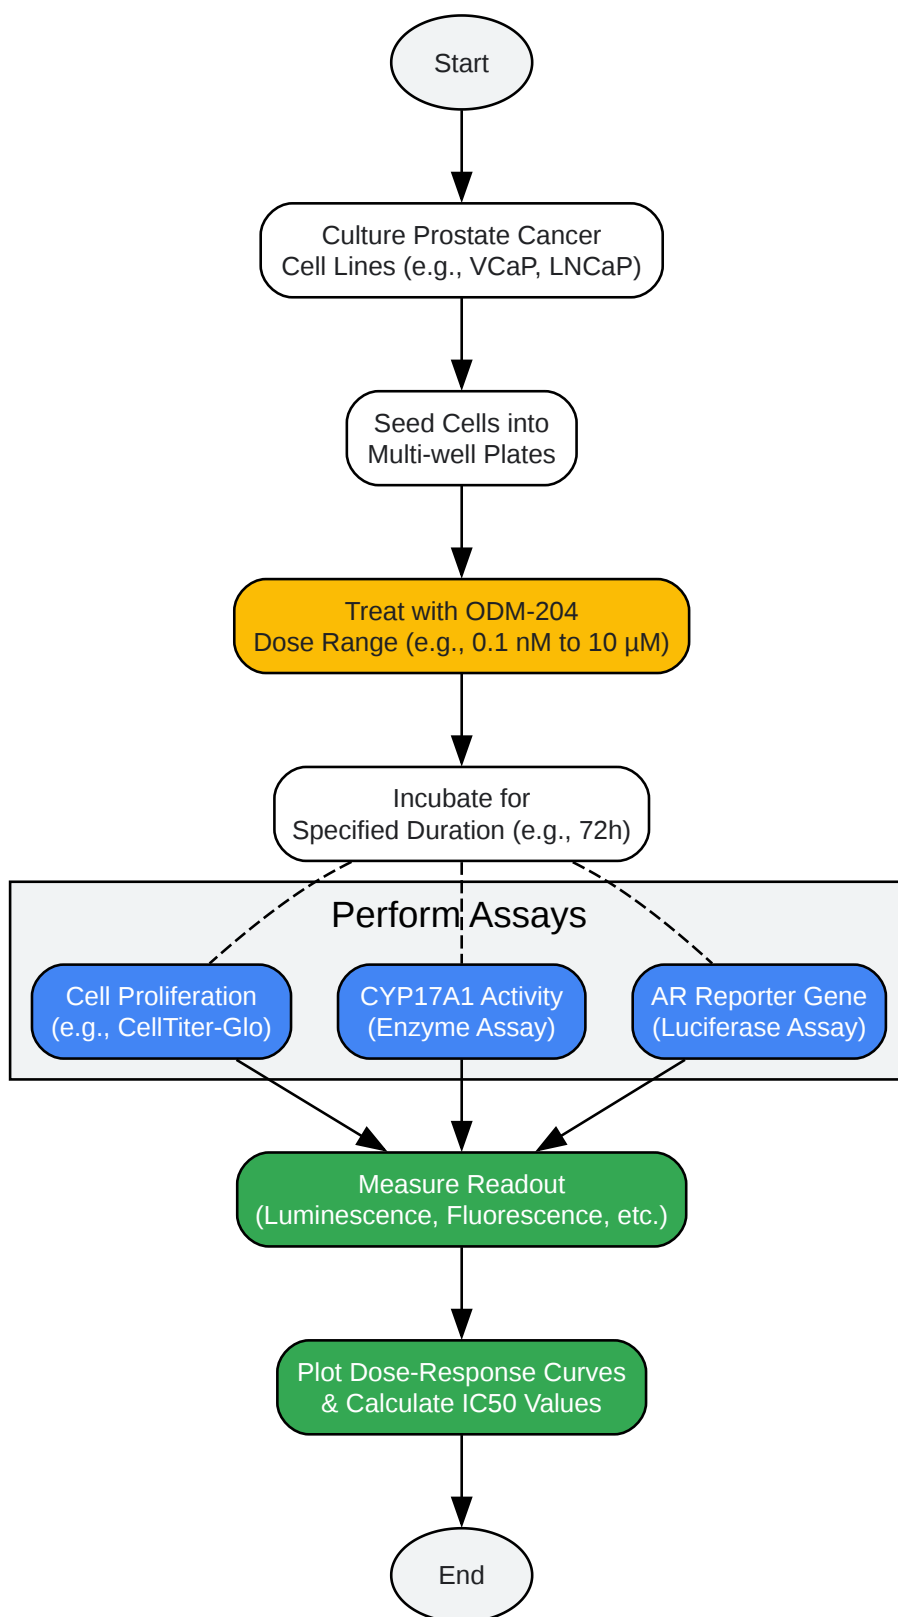 Start
Culture Prostate Cancer
Cell Lines (e.g., VCaP, LNCaP)
Seed Cells into
Multi-well Plates
Treat with ODM-204
Dose Range (e.g., 0.1 nM to 10 µM)
Incubate for
Specified Duration (e.g., 72h)
Perform Assays
Cell Proliferation
(e.g., CellTiter-Glo)
CYP17A1 Activity
(Enzyme Assay)
AR Reporter Gene
(Luciferase Assay)
Measure Readout
(Luminescence, Fluorescence, etc.)
Plot Dose-Response Curves
& Calculate IC50 Values
End